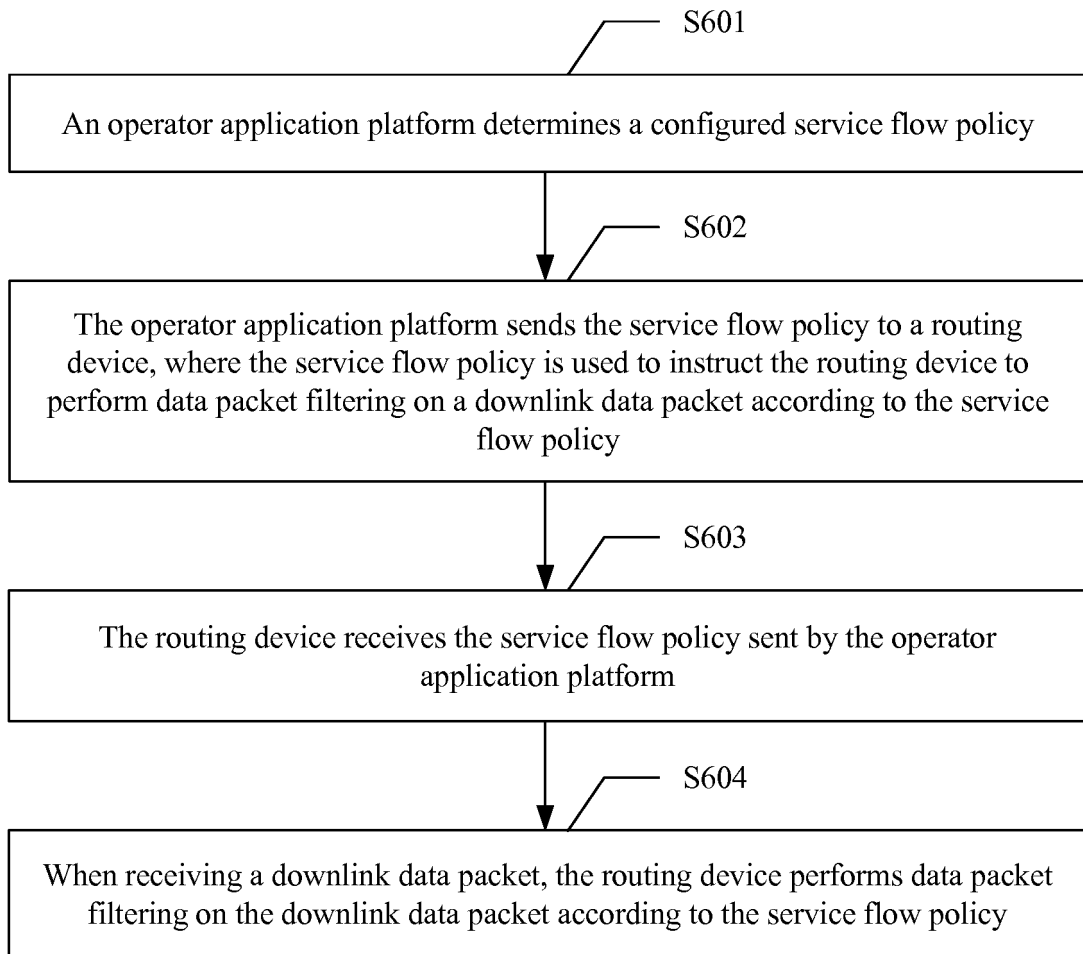 S601
An operator application platform determines a configured service flow policy
S602
The operator application platform sends the service flow policy to a routing
device, where the service flow policy is used to instruct the routing device to
perform data packet filtering on a downlink data packet according to the service
flow policy
S603
The routing device receives the service flow policy sent by the operator
application platform
S604
When receiving a downlink data packet, the routing device performs data packet
filtering on the downlink data packet according to the service flow policy